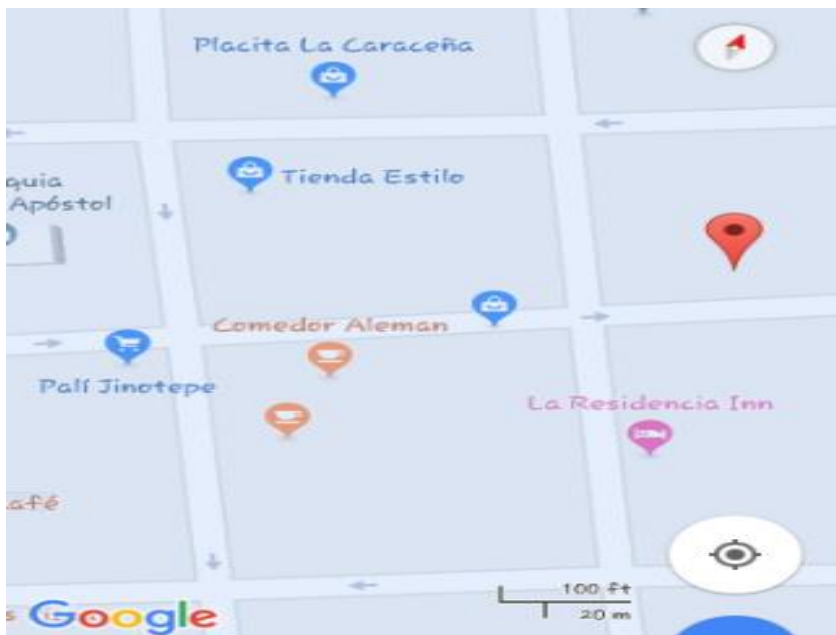 Placita La Caraceña
quia
Apóstol
Tienda Estilo
Comedor Aleman
Palí Jinotepe
La Residencia Inn
afé
100 ft
20 m
s
Google